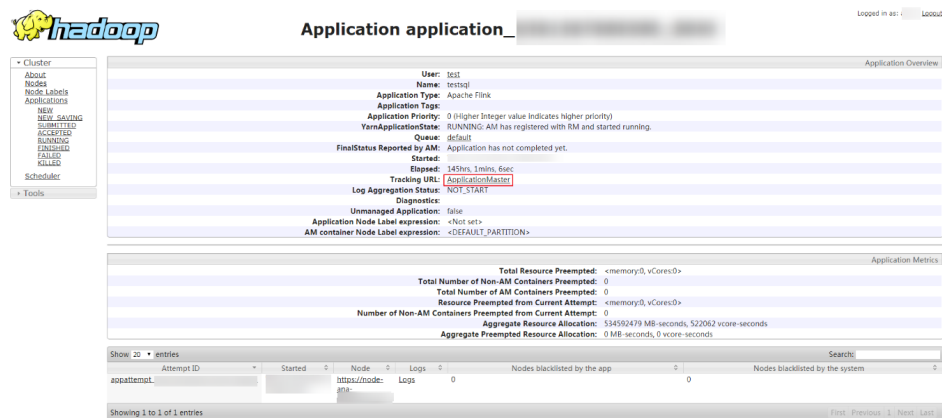 Logged in as: Logout
hadoop
Application application_
Cluster
About
Nodes
Node Labels
Applications
NEW
NEW_SAVING
SUBMITTED
ACCEPTED
RUNNING
FINISHED
FAILED
KILLED
Scheduler
Tools
Application Overview
User: test
Name: testsql
Application Type: Apache Flink
Application Tags:
Application Priority: 0 (Higher Integer value indicates higher priority)
YarnApplicationState: RUNNING: AM has registered with RM and started running.
Queue: default
FinalStatus Reported by AM: Application has not completed yet.
Started:
Elapsed: 145hrs, 1mins, 6sec
Tracking URL: ApplicationMaster
Log Aggregation Status: NOT_START
Diagnostics:
Unmanaged Application: false
Application Node Label expression: <Not set>
AM container Node Label expression: <DEFAULT_PARTITION>
Application Metrics
Total Resource Preempted: <memory:0, vCores:0>
Total Number of Non-AM Containers Preempted: 0
Total Number of AM Containers Preempted: 0
Resource Preempted from Current Attempt: <memory:0, vCores:0>
Number of Non-AM Containers Preempted from Current Attempt: 0
Aggregate Resource Allocation: 534592479 MB-seconds, 522062 vcore-seconds
Aggregate Preempted Resource Allocation: 0 MB-seconds, 0 vcore-seconds
Show 20 entries Search:
Attempt ID Started Node Logs Nodes blacklisted by the app Nodes blacklisted by the system
appattempt_ https://node- Logs 0 0
ana-
Showing 1 to 1 of 1 entries First Previous 1 Next Last